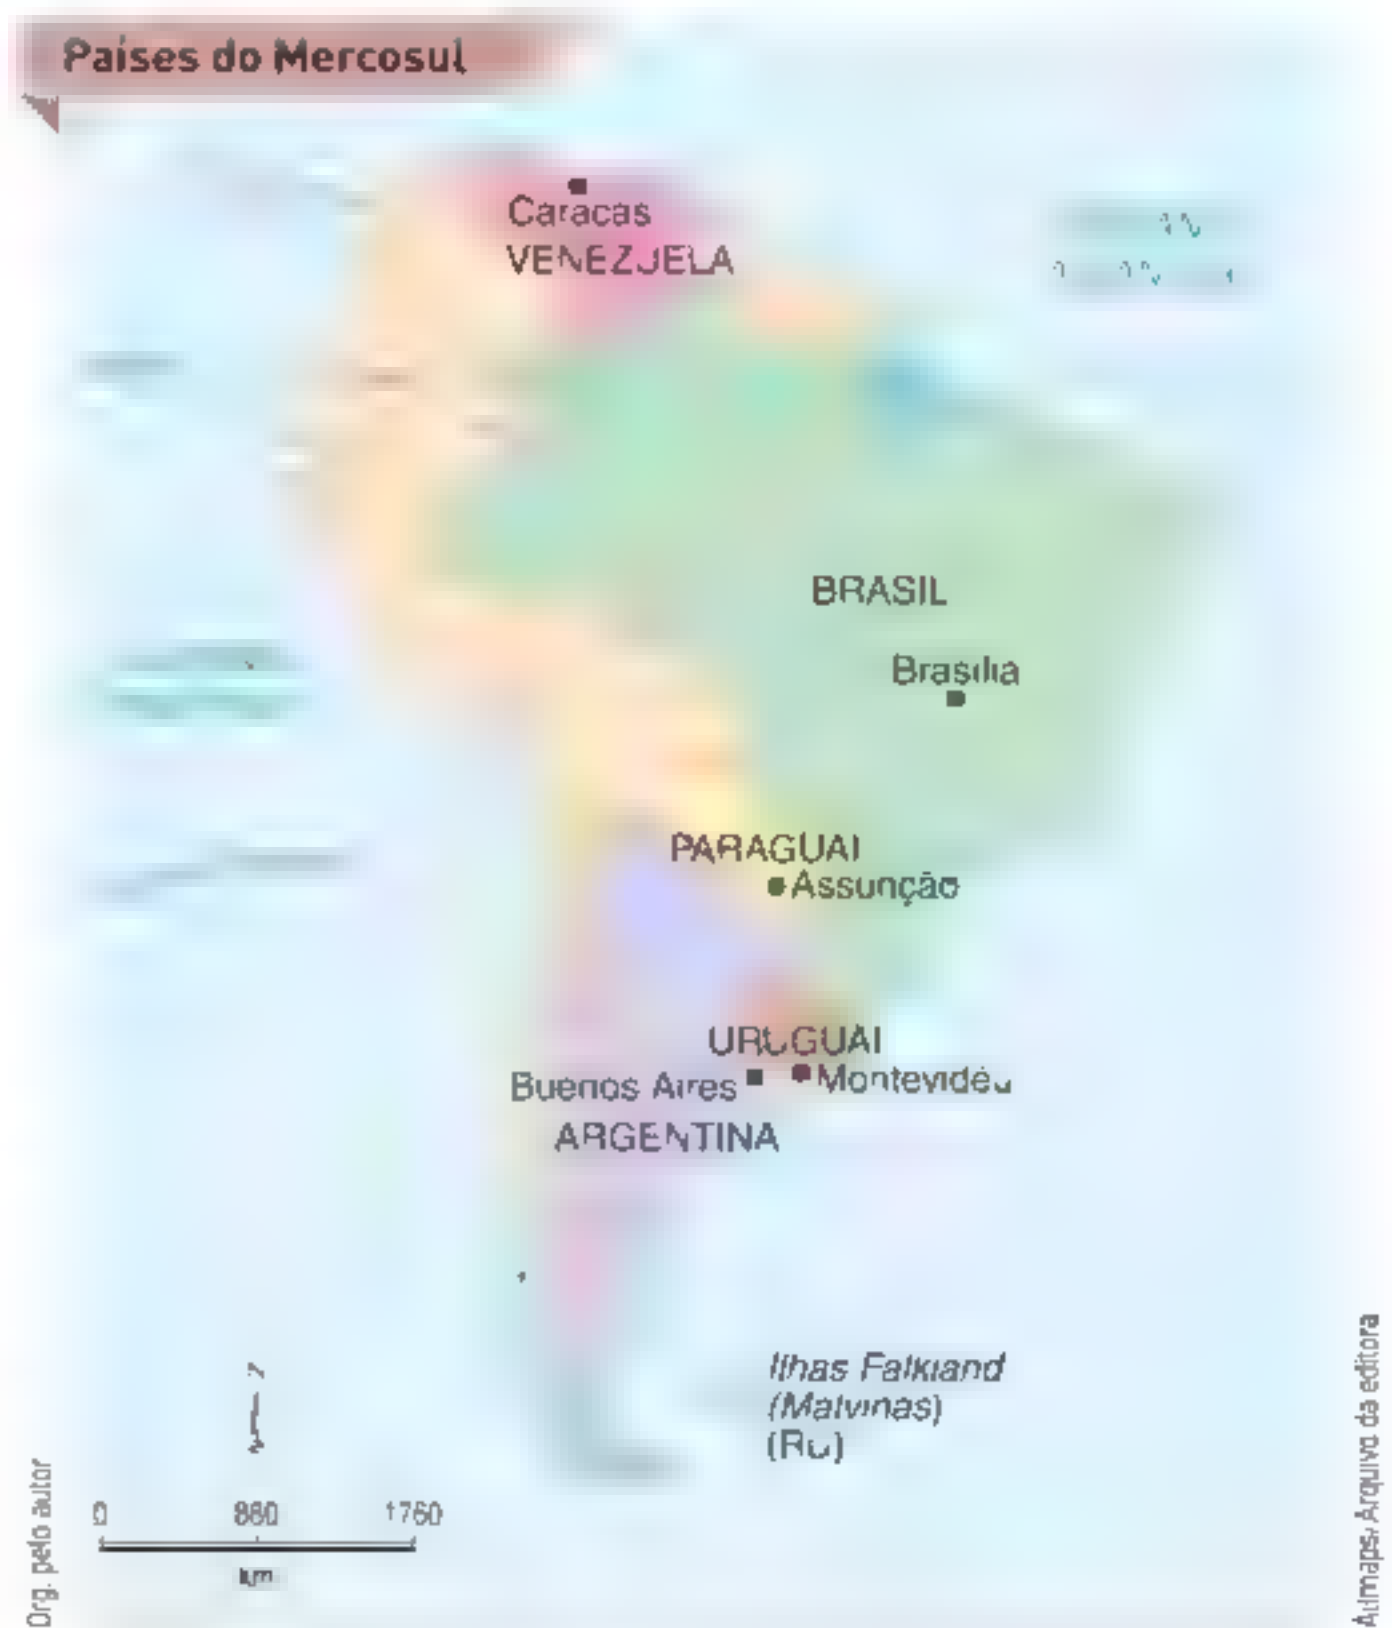 Países do Mercosul
Caracas
VENEZUELA
BRASIL
Brasília
PARAGUAI
Assunção
URUGUAI
Buenos Aires
Montevidéu
ARGENTINA
Ilhas Falkland
(Malvinas)
(RU)
0 880 1760
km
Org. pelo autor
Allmaps/Arquivo da editora